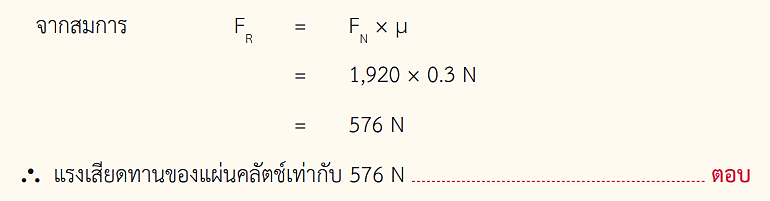 จากสมการ F_R = F_N × µ
= 1,920 × 0.3 N
= 576 N
∴ แรงเสียดทานของแผ่นคลัตช์เท่ากับ 576 N ........................................ ตอบ